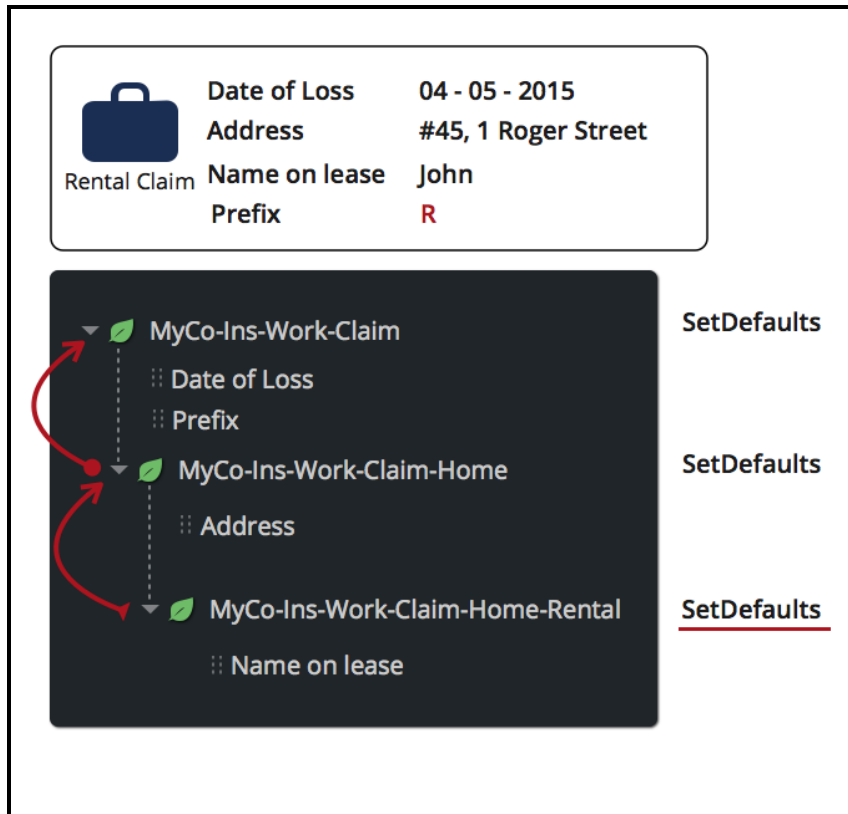 Date of Loss 04 - 05 - 2015
Address #45, 1 Roger Street
Rental Claim Name on lease John
Prefix R
MyCo-Ins-Work-Claim SetDefaults
Date of Loss
Prefix
MyCo-Ins-Work-Claim-Home SetDefaults
Address
MyCo-Ins-Work-Claim-Home-Rental SetDefaults
Name on lease